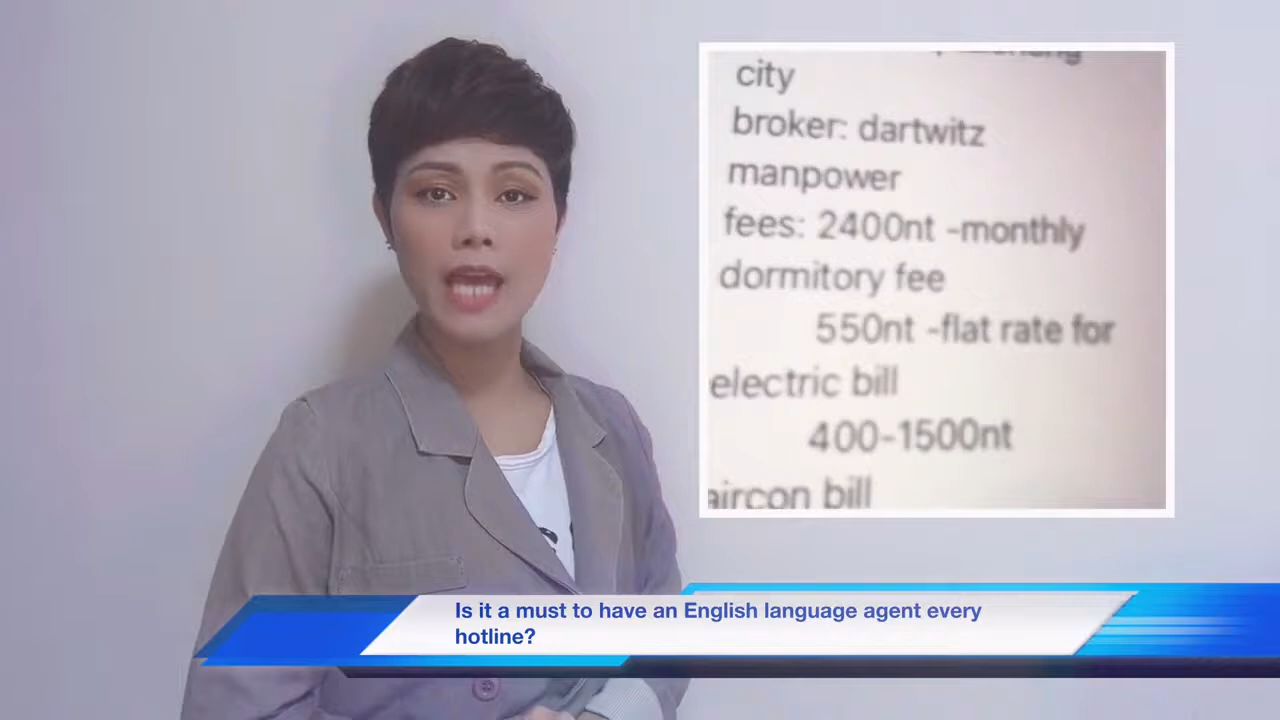 city
broker: dartwitz
manpower
fees: 2400nt -monthly
dormitory fee
550nt -flat rate for
electric bill
400-1500nt
aircon bill
Is it a must to have an English language agent every
hotline?